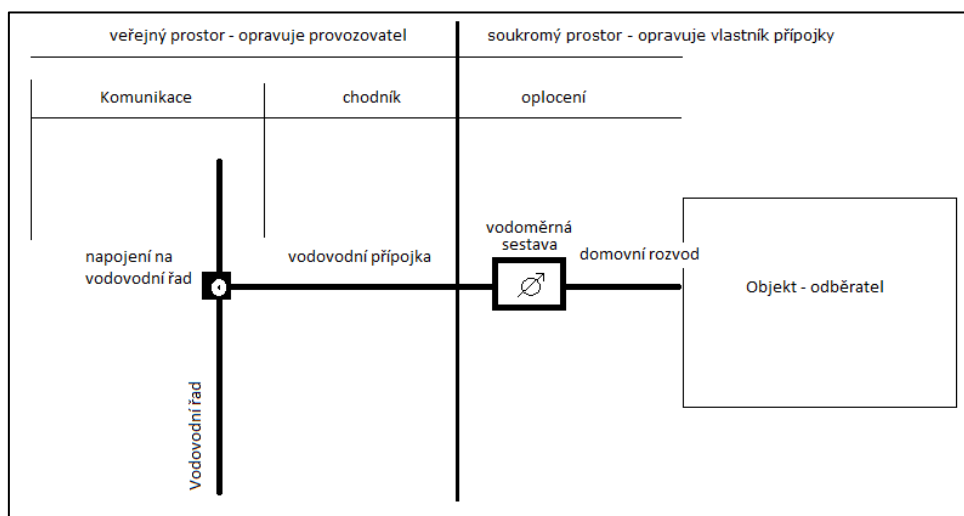 veřejný prostor - opravuje provozovatel
soukromý prostor - opravuje vlastník přípojky
Komunikace
chodník
oplocení
napojení na
vodovodní řad
vodovodní přípojka
vodoměrná
sestava
domovní rozvod
Objekt - odběratel
Vodovodní řad